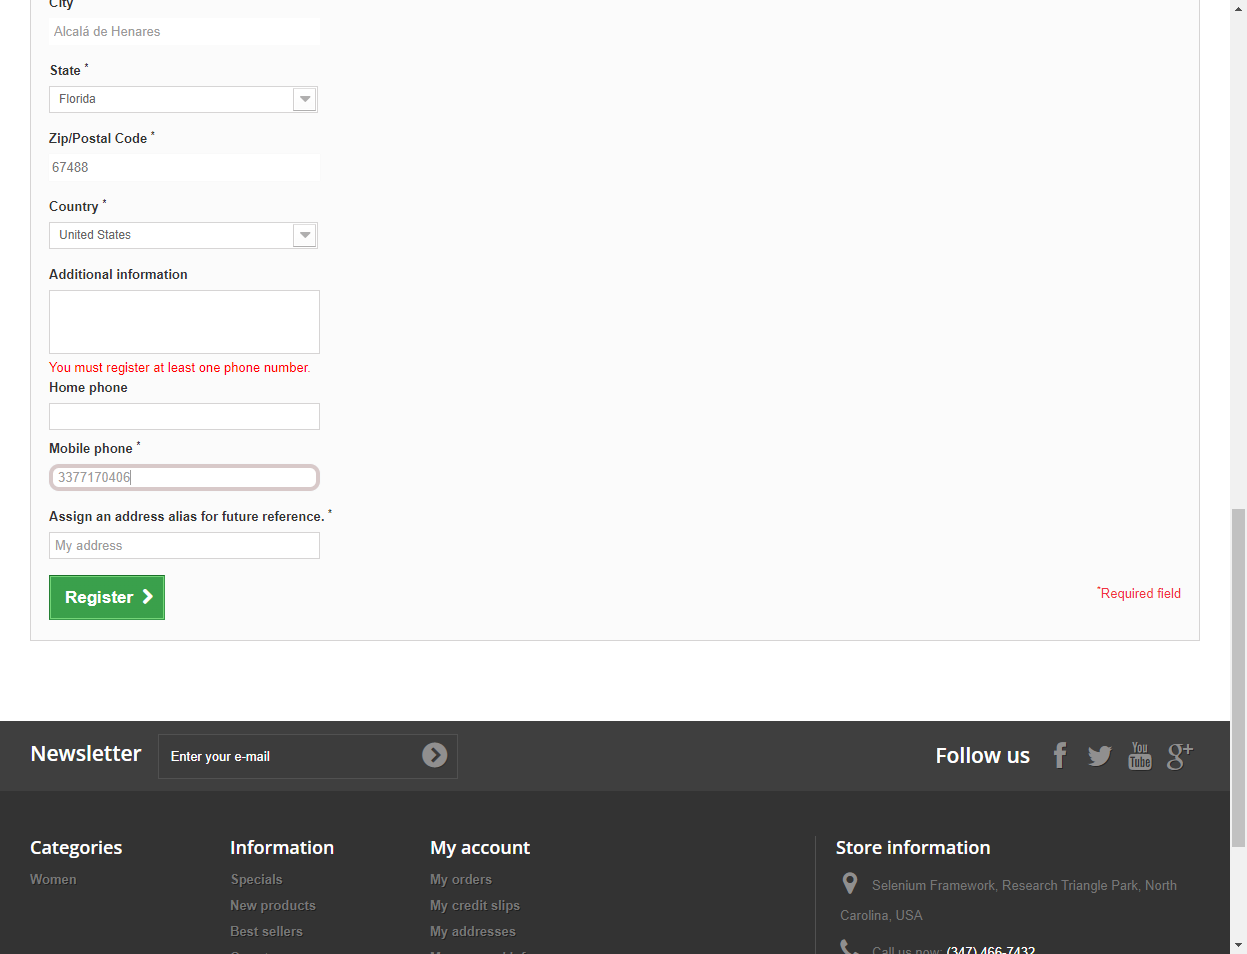 City
Alcalá de Henares
State *
Florida
Zip/Postal Code *
67488
Country *
United States
Additional information
You must register at least one phone number.
Home phone
Mobile phone *
3377170406
Assign an address alias for future reference. *
My address
Register
*Required field
Newsletter
Enter your e-mail
Follow us
You
Tube
g+
Categories
Women
Information
Specials
New products
Best sellers
My account
My orders
My credit slips
My addresses
Store information
Selenium Framework, Research Triangle Park, North
Carolina, USA
Call us now: (347) 466-7432